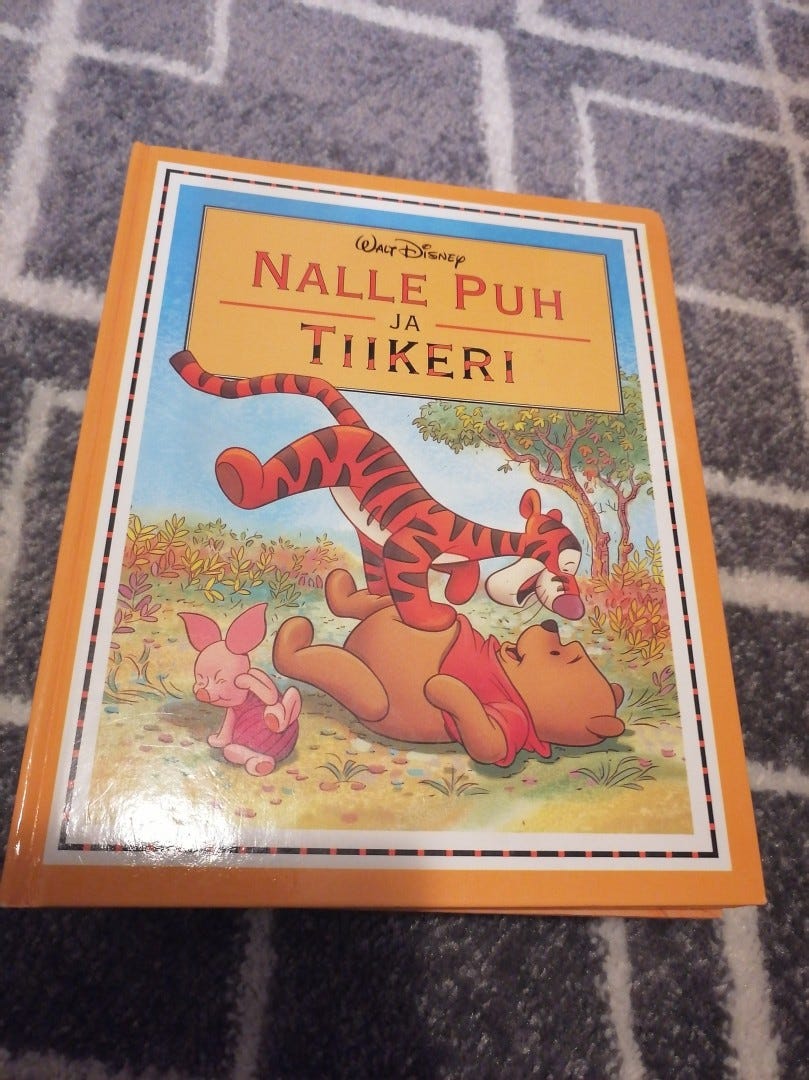 WALT DISNEY
NALLE PUH
JA
TIIKERI